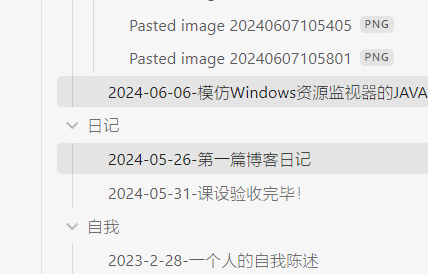 Pasted image 20240607105405 PNG
Pasted image 20240607105801 PNG
2024-06-06-模仿Windows资源监视器的JAVA
日记
2024-05-26-第一篇博客日记
2024-05-31-课设验收完毕！
自我
2023-2-28-一个人的自我陈述